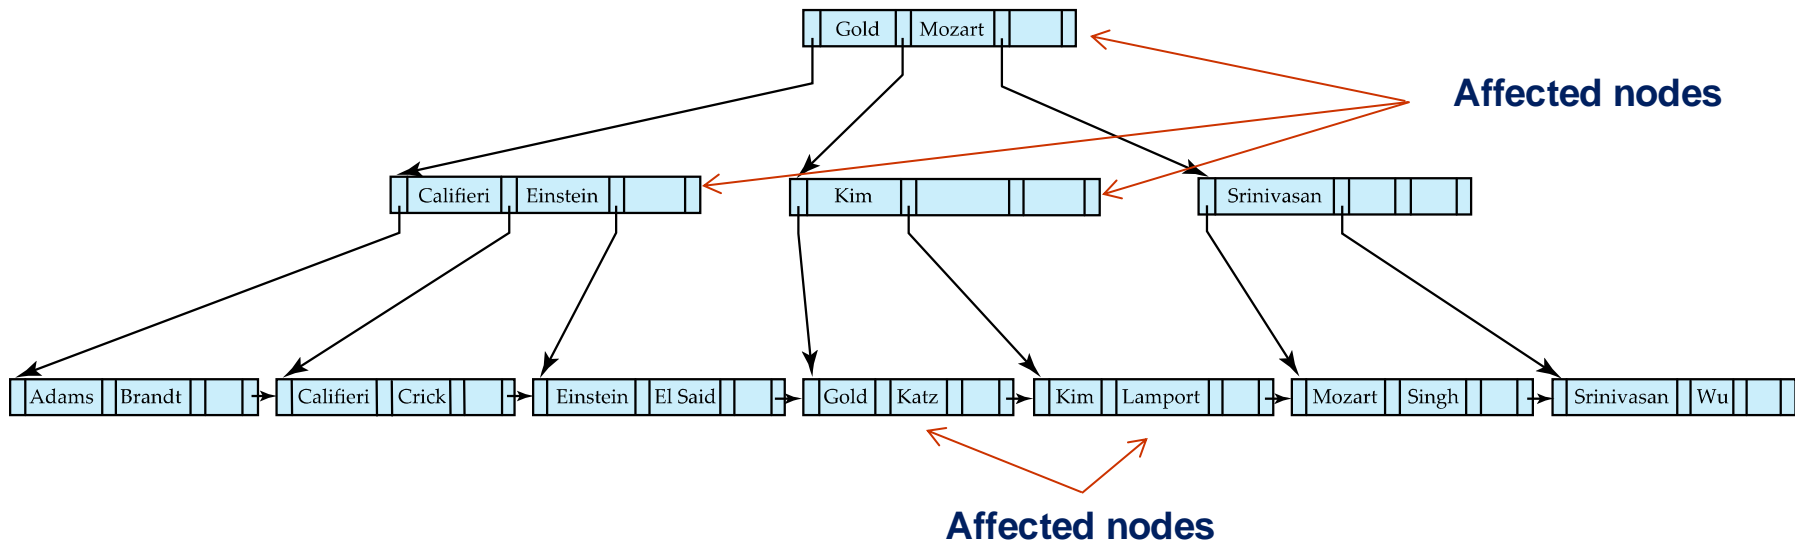 Gold Mozart
Affected nodes
Califieri Einstein Kim Srinivasan
Adams Brandt Califieri Crick Einstein El Said Gold Katz Kim Lamport Mozart Singh Srinivasan Wu
Affected nodes